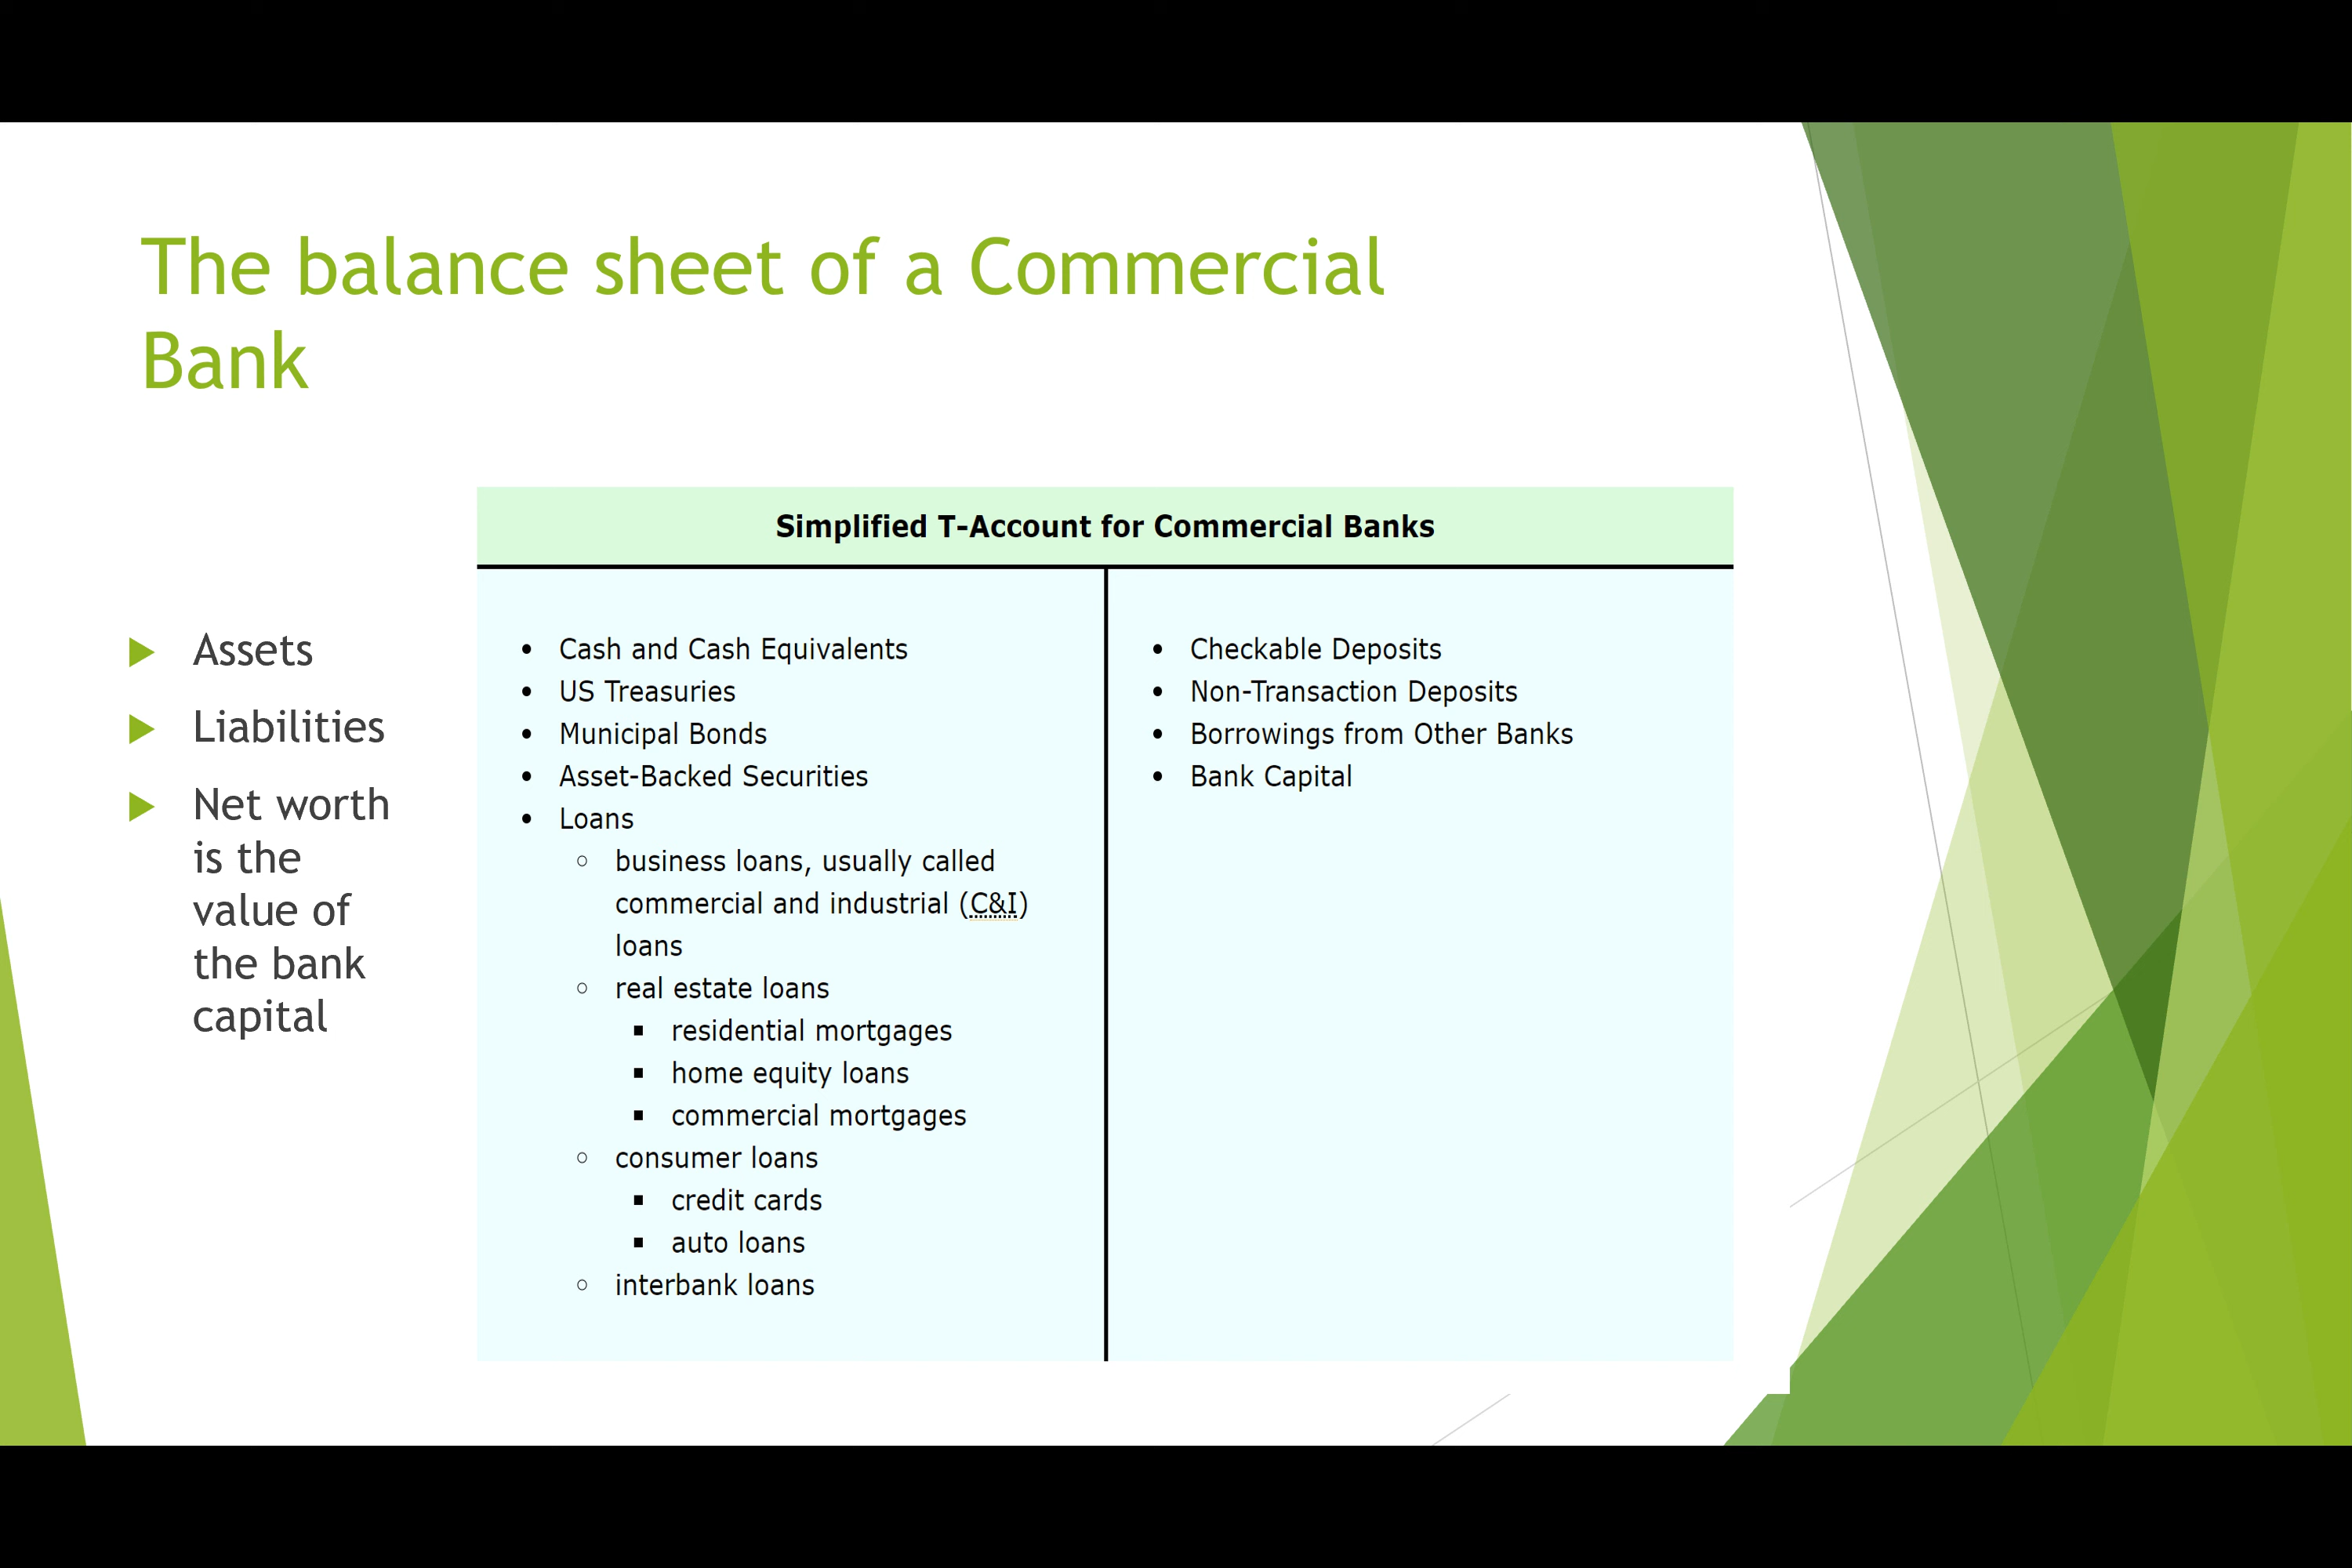 The balance sheet of a Commercial
Bank
Assets
Liabilities
Net worth
is the
value of
the bank
capital
Simplified T-Account for Commercial Banks
Cash and Cash Equivalents
US Treasuries
Municipal Bonds
Asset-Backed Securities
Loans
business loans, usually called
commercial and industrial (C&I)
loans
real estate loans
residential mortgages
home equity loans
commercial mortgages
consumer loans
credit cards
auto loans
interbank loans
Checkable Deposits
Non-Transaction Deposits
Borrowings from Other Banks
Bank Capital